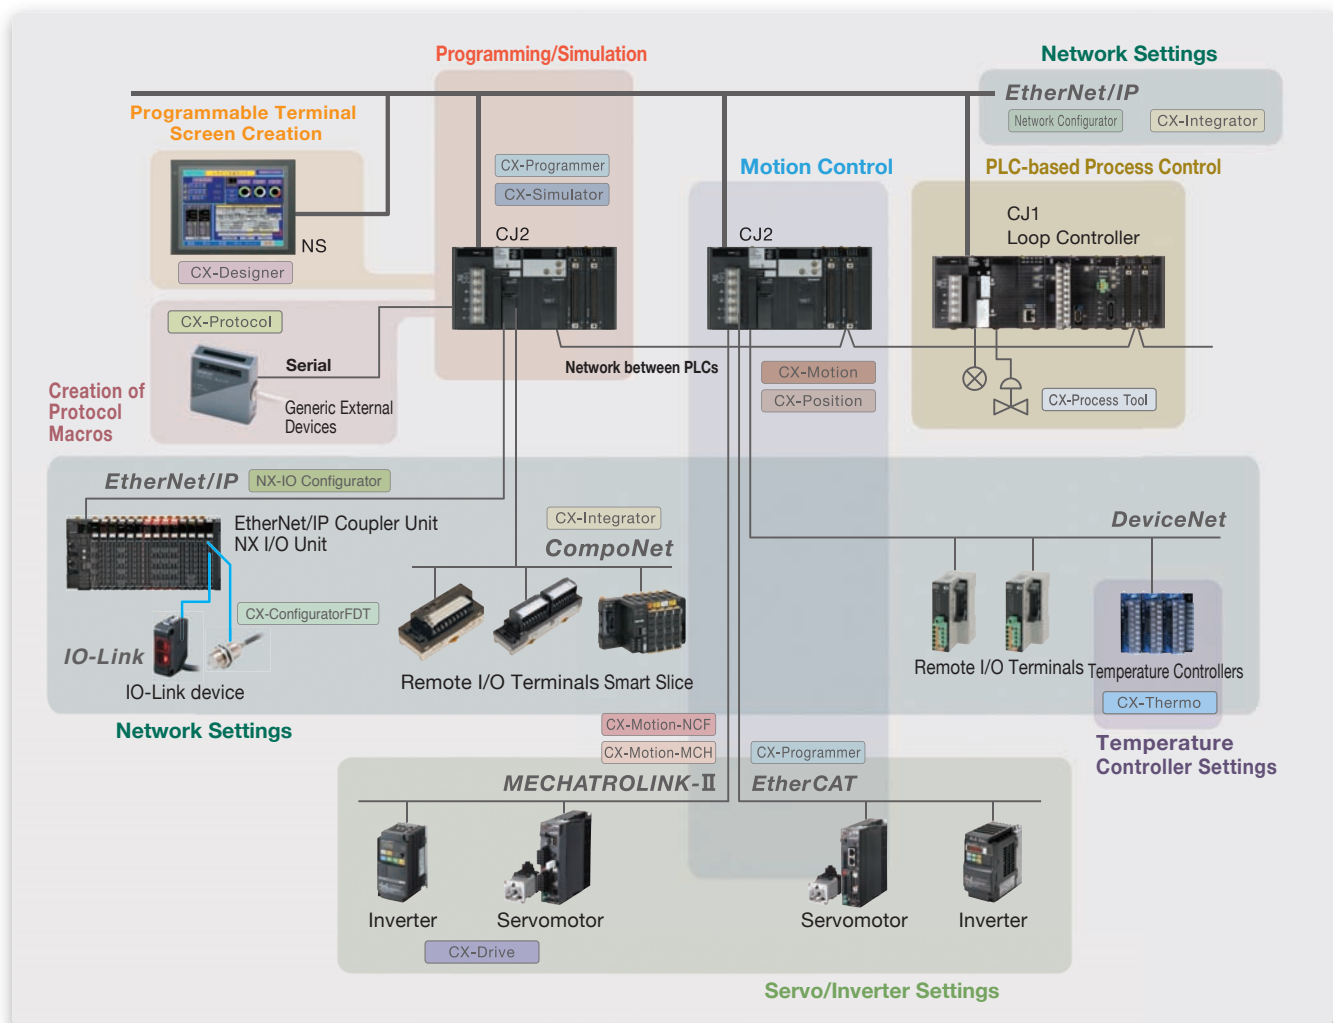 Programming/Simulation
Network Settings
EtherNet/IP
Network Configurator
CX-Integrator
Programmable Terminal
Screen Creation
NS
CX-Designer
CX-Programmer
CX-Simulator
CJ2
Motion Control
CJ2
PLC-based Process Control
CJ1
Loop Controller
CX-Protocol
Serial
Generic External
Devices
Creation of
Protocol
Macros
Network between PLCs
CX-Motion
CX-Position
CX-Process Tool
EtherNet/IP
NX-IO Configurator
EtherNet/IP Coupler Unit
NX I/O Unit
CX-ConfiguratorFDT
IO-Link
IO-Link device
CX-Integrator
CompoNet
Remote I/O Terminals
Smart Slice
DeviceNet
Remote I/O Terminals
Temperature Controllers
CX-Thermo
Network Settings
Temperature
Controller Settings
CX-Motion-NCF
CX-Motion-MCH
MECHATROLINK-II
CX-Programmer
EtherCAT
Inverter
Servomotor
Servomotor
Inverter
CX-Drive
Servo/Inverter Settings